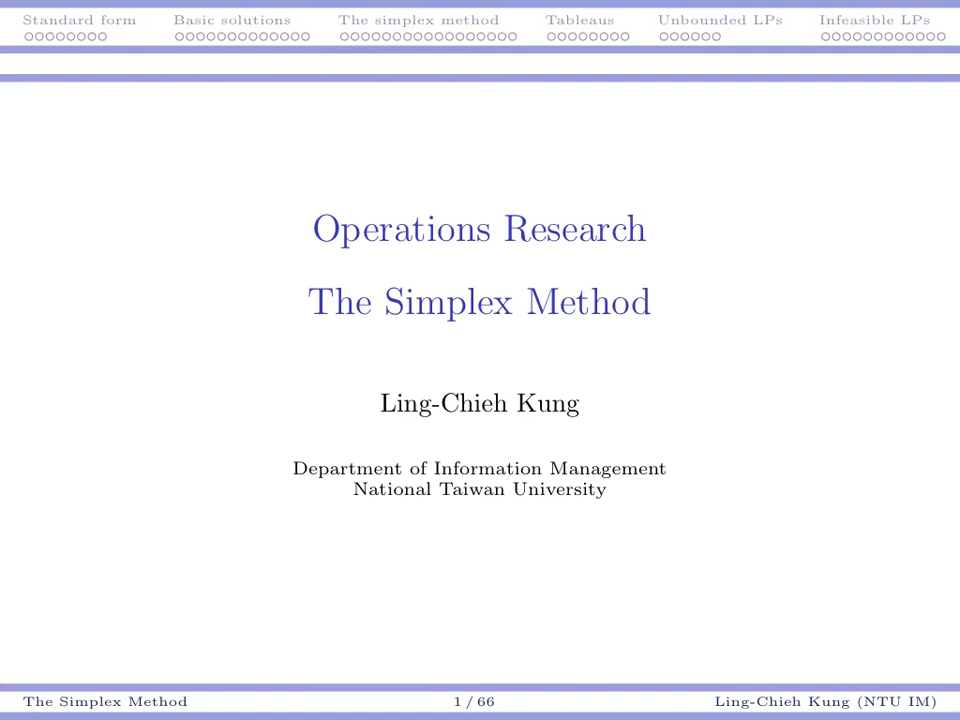 Standard form Basic solutions The simplex method Tableaus Unbounded LPs Infeasible LPs
Operations Research
The Simplex Method
Ling-Chieh Kung
Department of Information Management
National Taiwan University
The Simplex Method 1 / 66 Ling-Chieh Kung (NTU IM)